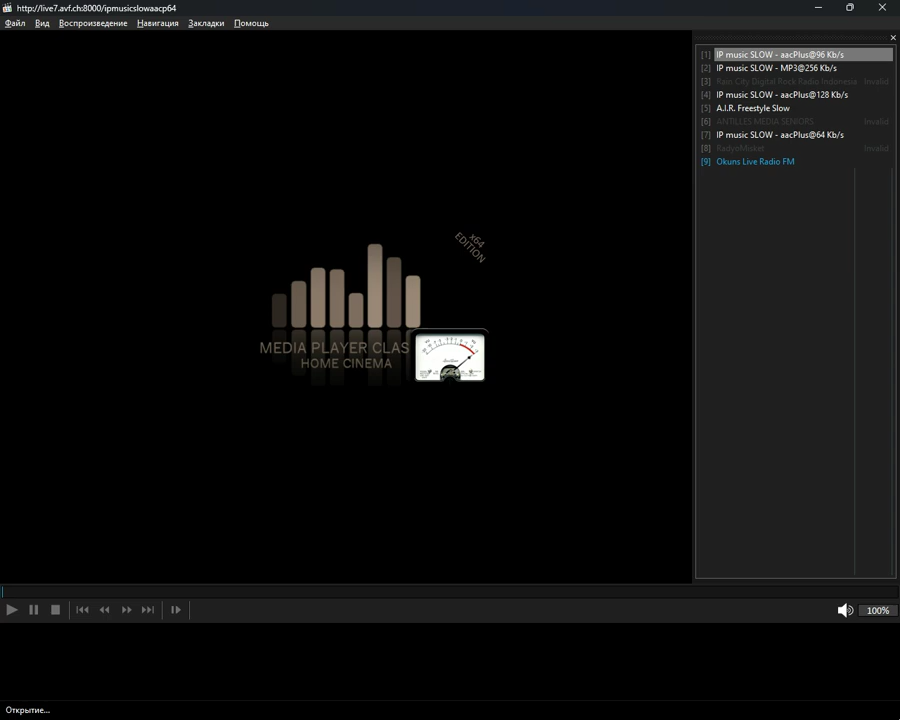 http://live7.avf.ch:8000/ipmusicslowaacp64
Файл Вид Воспроизведение Навигация Закладки Помощь
[1] IP music SLOW - aacPlus@96 Kb/s
[2] IP music SLOW - MP3@256 Kb/s
[3] Rain City Digital Rock Radio Indonesia Invalid
[4] IP music SLOW - aacPlus@128 Kb/s
[5] A.I.R. Freestyle Slow
[6] ANTILLES MEDIA SENIORS Invalid
[7] IP music SLOW - aacPlus@64 Kb/s
[8] RadyoMisket Invalid
[9] Okuns Live Radio FM
x64
EDITION
MEDIA PLAYER CLAS
HOME CINEMA
100%
Открытие...